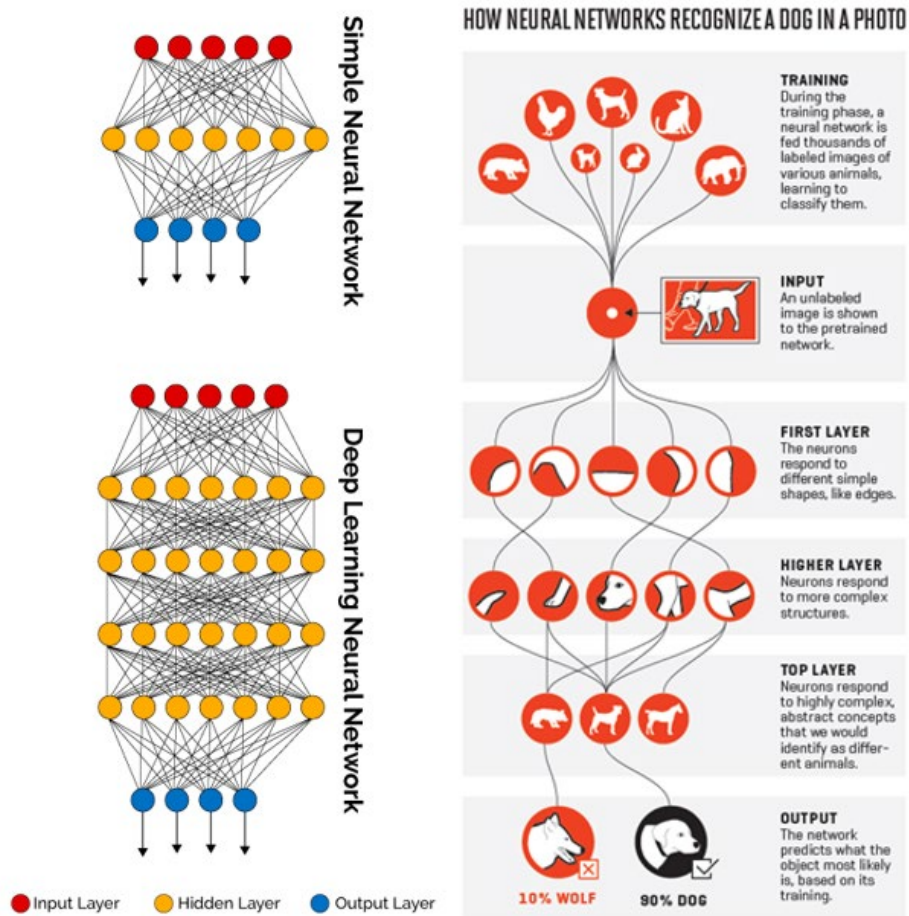 Simple Neural Network
Deep Learning Neural Network
Input Layer
Hidden Layer
Output Layer
HOW NEURAL NETWORKS RECOGNIZE A DOG IN A PHOTO
TRAINING
During the
training phase, a
neural network is
fed thousands of
labeled images of
various animals,
learning to
classify them.
INPUT
An unlabeled
image is shown
to the pretrained
network.
FIRST LAYER
The neurons
respond to
different simple
shapes, like edges.
HIGHER LAYER
Neurons respond
to more complex
structures.
TOP LAYER
Neurons respond
to highly complex,
abstract concepts
that we would
identify as differ-
ent animals.
OUTPUT
The network
predicts what the
object most likely
is, based on its
training.
10% WOLF
90% DOG